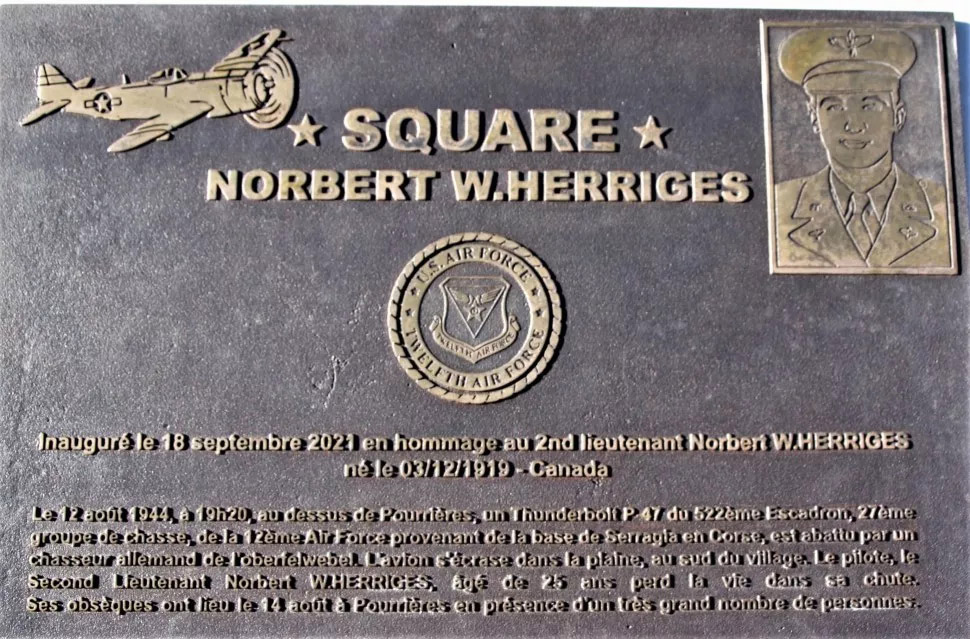 SQUARE
NORBERT W.HERRIGES
U.S. AIR FORCE
TWELFTH AIR FORCE
TWELFTH AIR FORCE
Inauguré le 18 septembre 2021 en hommage au 2nd lieutenant Norbert W.HERRIGES
né le 03/12/1919 - Canada
Le 12 août 1944, à 19h20, au dessus de Pourrières, un Thunderbolt P-47 du 522ème Escadron, 27ème
groupe de chasse, de la 12ème Air Force provenant de la base de Serragia en Corse, est abattu par un
chasseur allemand de l'oberfelwebel. L'avion s'écrase dans la plaine, au sud du village. Le pilote, le
Second Lieutenant Norbert W.HERRIGES, âgé de 25 ans perd la vie dans sa chute.
Ses obsèques ont lieu le 14 août à Pourrières en présence d'un très grand nombre de personnes.